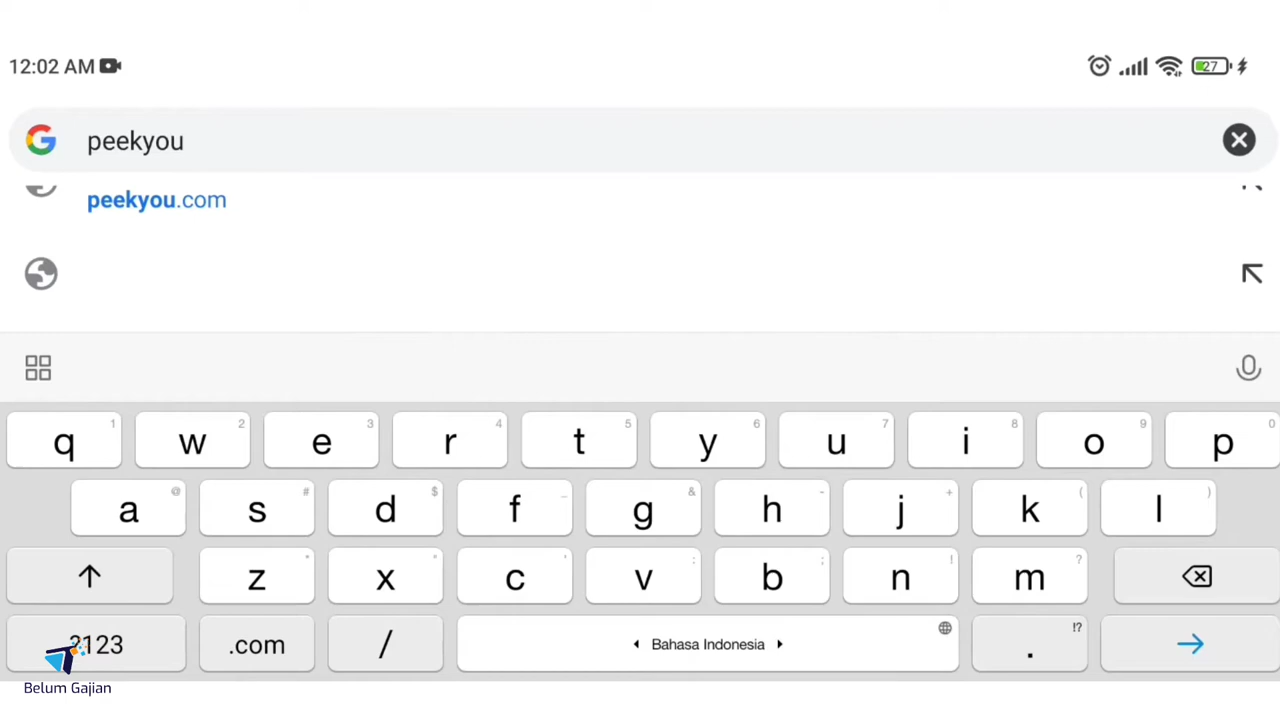 12:02 AM 27
peekyou
peekyou.com
q 1 w 2 e 3 r 4 t 5 y 6 u 7 i 8 o 9 p 0
a @ s # d $ f _ g & h - j + k ( l )
z * x " c ' v : b ; n ! m ?
?123 .com / Bahasa Indonesia . !?
Belum Gajian